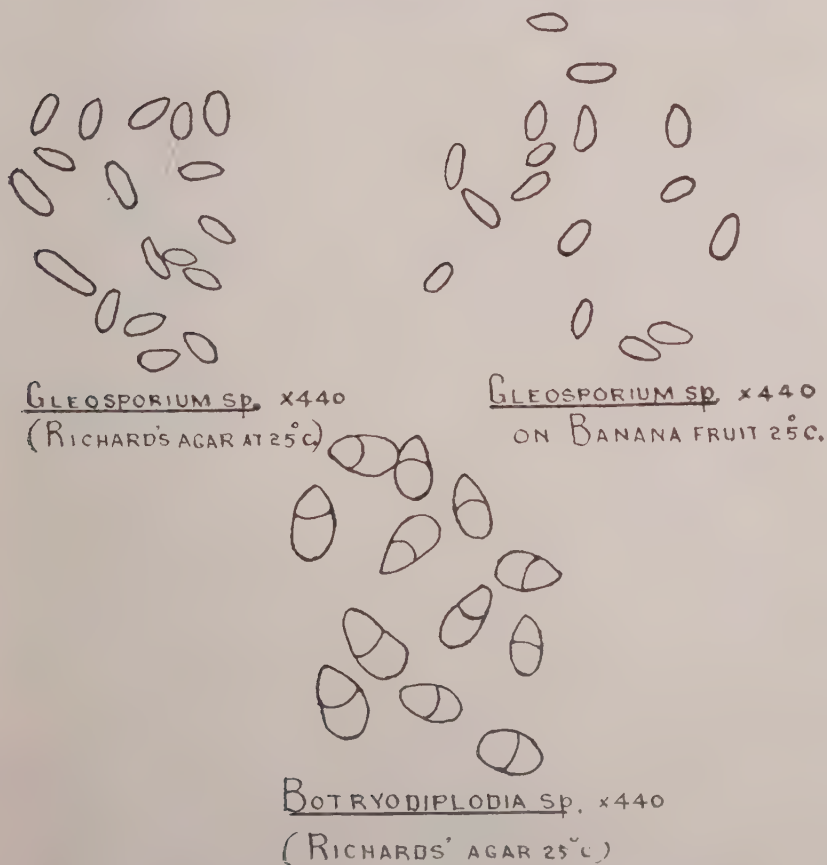 GLEOSPORIUM sp. x440
(RICHARD'S AGAR AT 25°C.)
GLEOSPORIUM sp. x440
ON BANANA FRUIT 25°C.
BOTRYODIPLODIA sp. x440
(RICHARDS' AGAR 25°C)